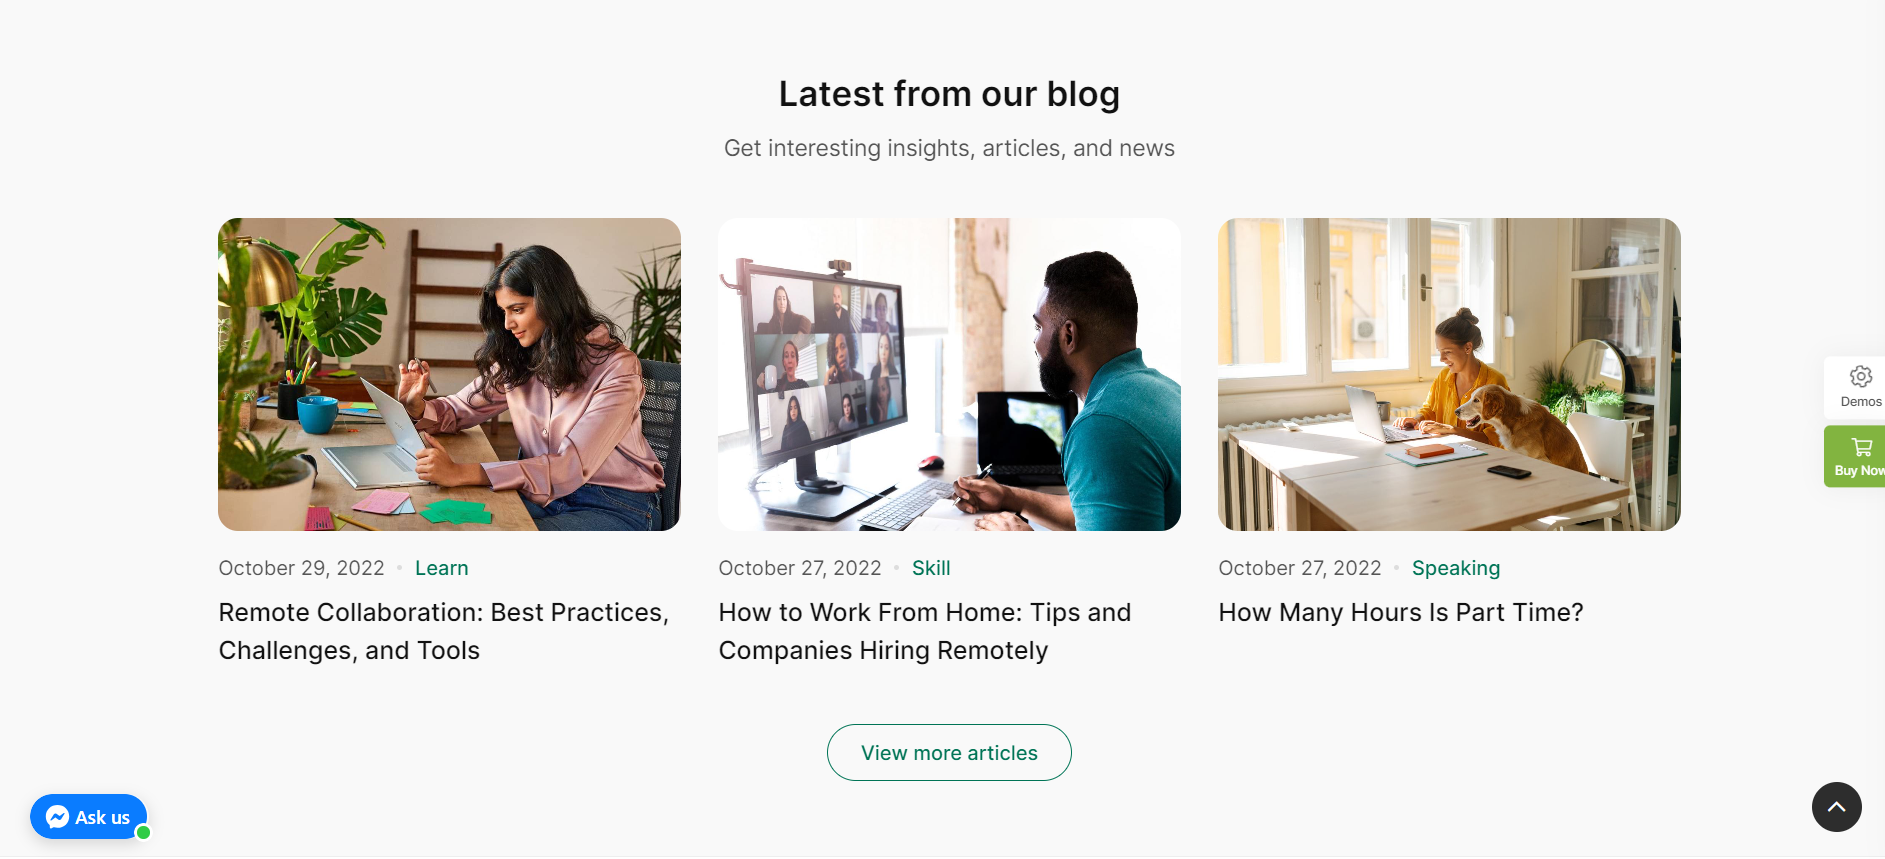 Latest from our blog
Get interesting insights, articles, and news
October 29, 2022 • Learn
Remote Collaboration: Best Practices,
Challenges, and Tools
October 27, 2022 • Skill
How to Work From Home: Tips and
Companies Hiring Remotely
October 27, 2022 • Speaking
How Many Hours Is Part Time?
View more articles
Demos
Buy Now
Ask us